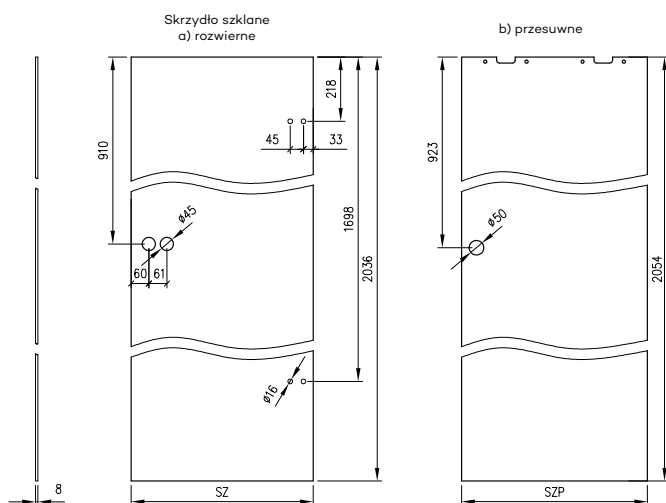 Skrzydło szklane
a) rozwierne
b) przesuwne
218
45
33
910
923
1698
2036
2054
ø45
ø50
60
61
ø16
8
SZ
SZP